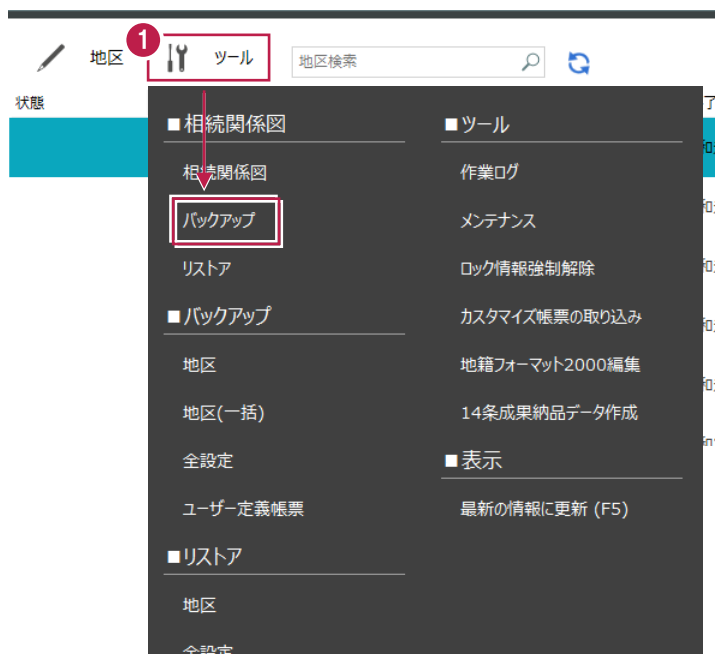 1
地区
ツール
地区検索
状態
了
■相続関係図
相続関係図
バックアップ
リストア
■バックアップ
地区
地区(一括)
全設定
ユーザー定義帳票
■リストア
地区
全設定
■ツール
作業ログ
メンテナンス
ロック情報強制解除
カスタマイズ帳票の取り込み
地籍フォーマット2000編集
14条成果納品データ作成
■表示
最新の情報に更新 (F5)